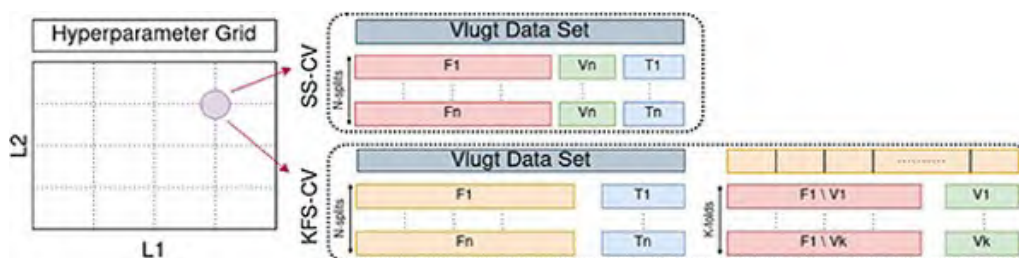 Hyperparameter Grid
L2
L1
SS-CV
Vlugt Data Set
N-splits
F1 Vn T1
Fn Vn Tn
KFS-CV
Vlugt Data Set
N-splits
F1 T1
Fn Tn
K-folds
F1 \ V1 V1
F1 \ Vk Vk